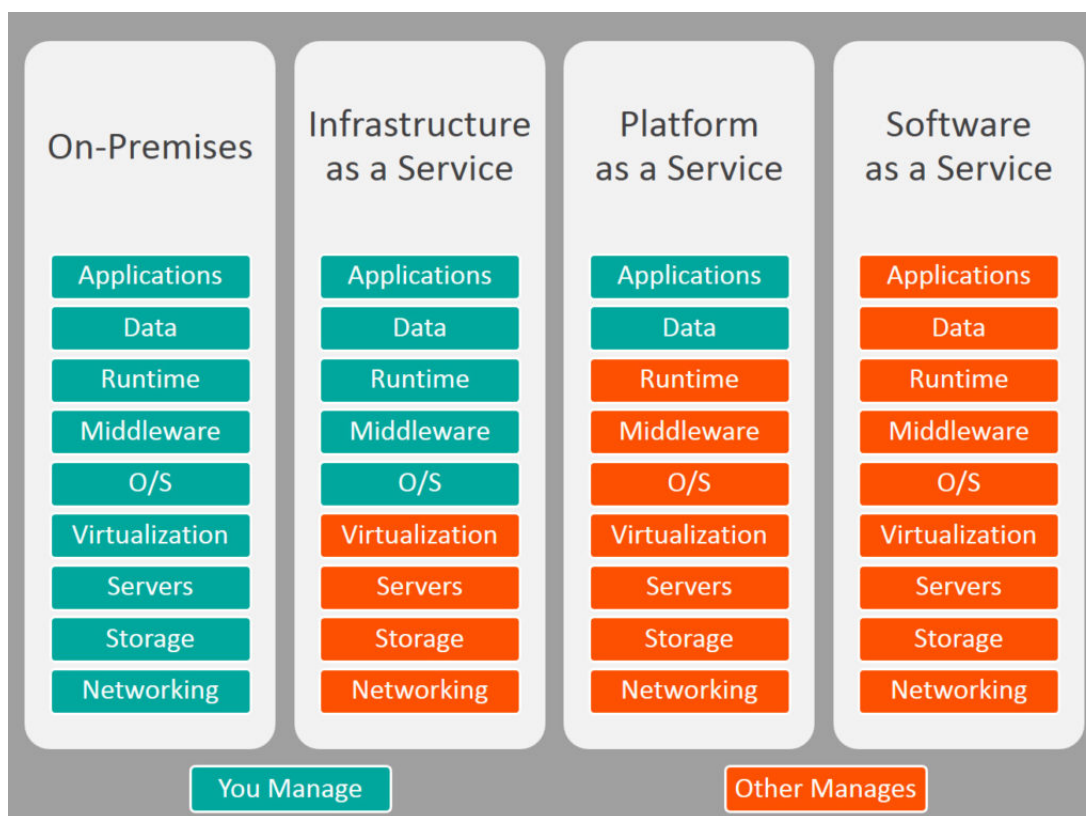 On-Premises
Applications
Data
Runtime
Middleware
O/S
Virtualization
Servers
Storage
Networking
Infrastructure
as a Service
Applications
Data
Runtime
Middleware
O/S
Virtualization
Servers
Storage
Networking
Platform
as a Service
Applications
Data
Runtime
Middleware
O/S
Virtualization
Servers
Storage
Networking
Software
as a Service
Applications
Data
Runtime
Middleware
O/S
Virtualization
Servers
Storage
Networking
You Manage
Other Manages